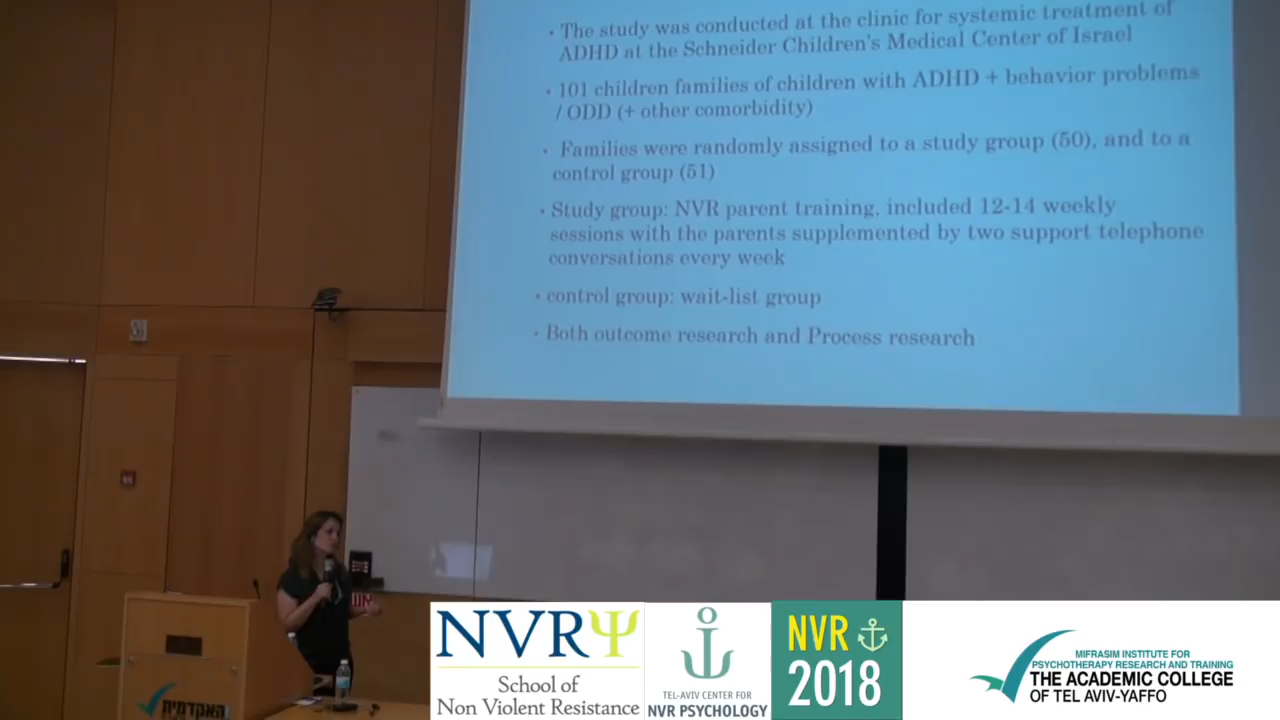 • The study was conducted at the clinic for systemic treatment of
ADHD at the Schneider Children's Medical Center of Israel
• 101 children families of children with ADHD + behavior problems
/ ODD (+ other comorbidity)
• Families were randomly assigned to a study group (50), and to a
control group (51)
• Study group: NVR parent training, included 12-14 weekly
sessions with the parents supplemented by two support telephone
conversations every week
• control group: wait-list group
• Both outcome research and Process research
אש
האקדמית
NVRΨ
School of
Non Violent Resistance
TEL-AVIV CENTER FOR
NVR PSYCHOLOGY
NVR
2018
MIFRASIM INSTITUTE FOR
PSYCHOTHERAPY RESEARCH AND TRAINING
THE ACADEMIC COLLEGE
OF TEL AVIV-YAFFO